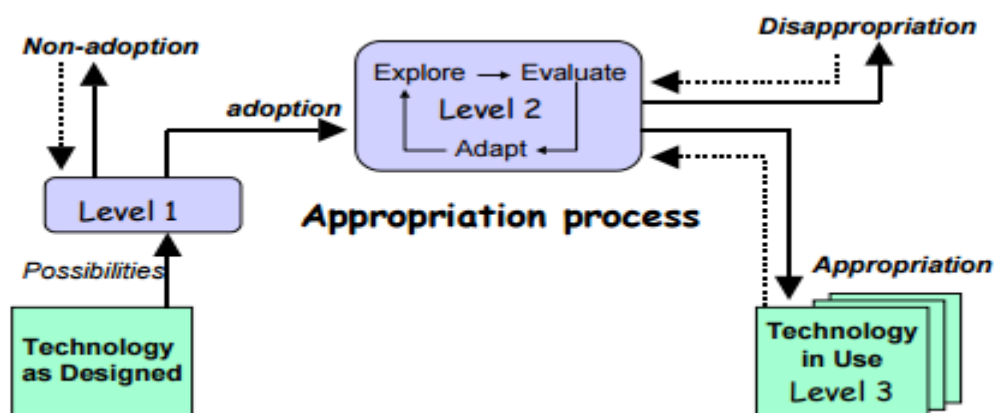 Non-adoption
Disappropriation
Explore Evaluate
adoption
Level 2
Adapt
Level 1
Appropriation process
Possibilities
Appropriation
Technology
as Designed
Technology
in Use
Level 3